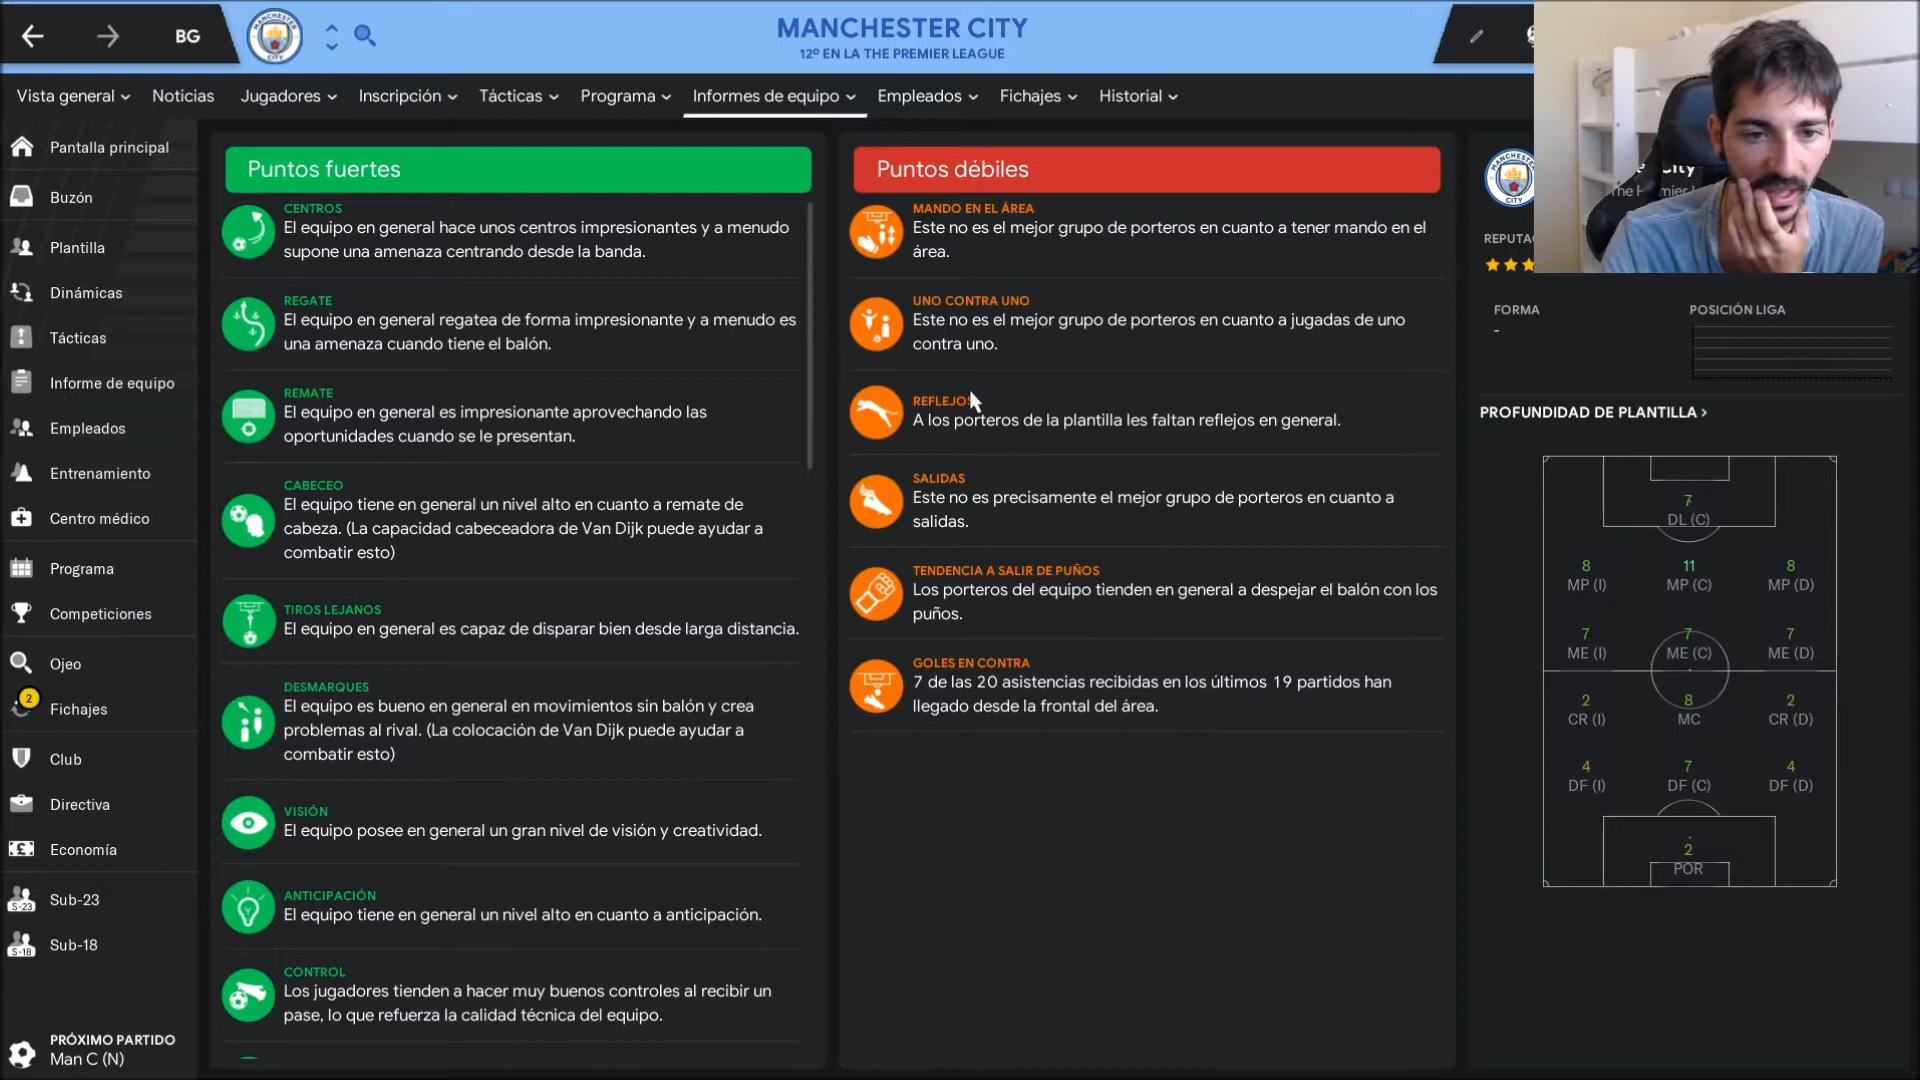 BG
MANCHESTER CITY
12º EN LA THE PREMIER LEAGUE
Vista general
Noticias
Jugadores
Inscripción
Tácticas
Programa
Informes de equipo
Empleados
Fichajes
Historial
Pantalla principal
Buzón
Plantilla
Dinámicas
Tácticas
Informe de equipo
Empleados
Entrenamiento
Centro médico
Programa
Competiciones
Ojeo
2
Fichajes
Club
Directiva
Economía
S-23
Sub-23
S-18
Sub-18
PRÓXIMO PARTIDO
Man C (N)
Puntos fuertes
CENTROS
El equipo en general hace unos centros impresionantes y a menudo
supone una amenaza centrando desde la banda.
REGATE
El equipo en general regatea de forma impresionante y a menudo es
una amenaza cuando tiene el balón.
REMATE
El equipo en general es impresionante aprovechando las
oportunidades cuando se le presentan.
CABECEO
El equipo tiene en general un nivel alto en cuanto a remate de
cabeza. (La capacidad cabeceadora de Van Dijk puede ayudar a
combatir esto)
TIROS LEJANOS
El equipo en general es capaz de disparar bien desde larga distancia.
DESMARQUES
El equipo es bueno en general en movimientos sin balón y crea
problemas al rival. (La colocación de Van Dijk puede ayudar a
combatir esto)
VISIÓN
El equipo posee en general un gran nivel de visión y creatividad.
ANTICIPACIÓN
El equipo tiene en general un nivel alto en cuanto a anticipación.
CONTROL
Los jugadores tienden a hacer muy buenos controles al recibir un
pase, lo que refuerza la calidad técnica del equipo.
Puntos débiles
MANDO EN EL ÁREA
Este no es el mejor grupo de porteros en cuanto a tener mando en el
área.
UNO CONTRA UNO
Este no es el mejor grupo de porteros en cuanto a jugadas de uno
contra uno.
REFLEJOS
A los porteros de la plantilla les faltan reflejos en general.
SALIDAS
Este no es precisamente el mejor grupo de porteros en cuanto a
salidas.
TENDENCIA A SALIR DE PUÑOS
Los porteros del equipo tienden en general a despejar el balón con los
puños.
GOLES EN CONTRA
7 de las 20 asistencias recibidas en los últimos 19 partidos han
llegado desde la frontal del área.
MANCHESTER
CITY
City
REPUTA
FORMA
-
POSICIÓN LIGA
PROFUNDIDAD DE PLANTILLA >
7
DL (C)
8 11 8
MP (I) MP (C) MP (D)
7 7 7
ME (I) ME (C) ME (D)
2 8 2
CR (I) MC CR (D)
4 7 4
DF (I) DF (C) DF (D)
2
POR